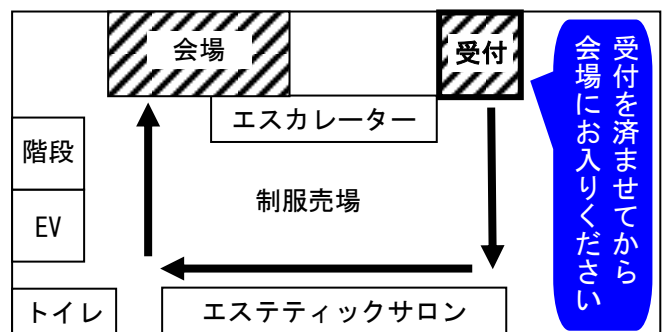 会場
受付
エスカレーター
階段
制服売場
EV
トイレ
エステティックサロン
受付を済ませてから
会場にお入りください